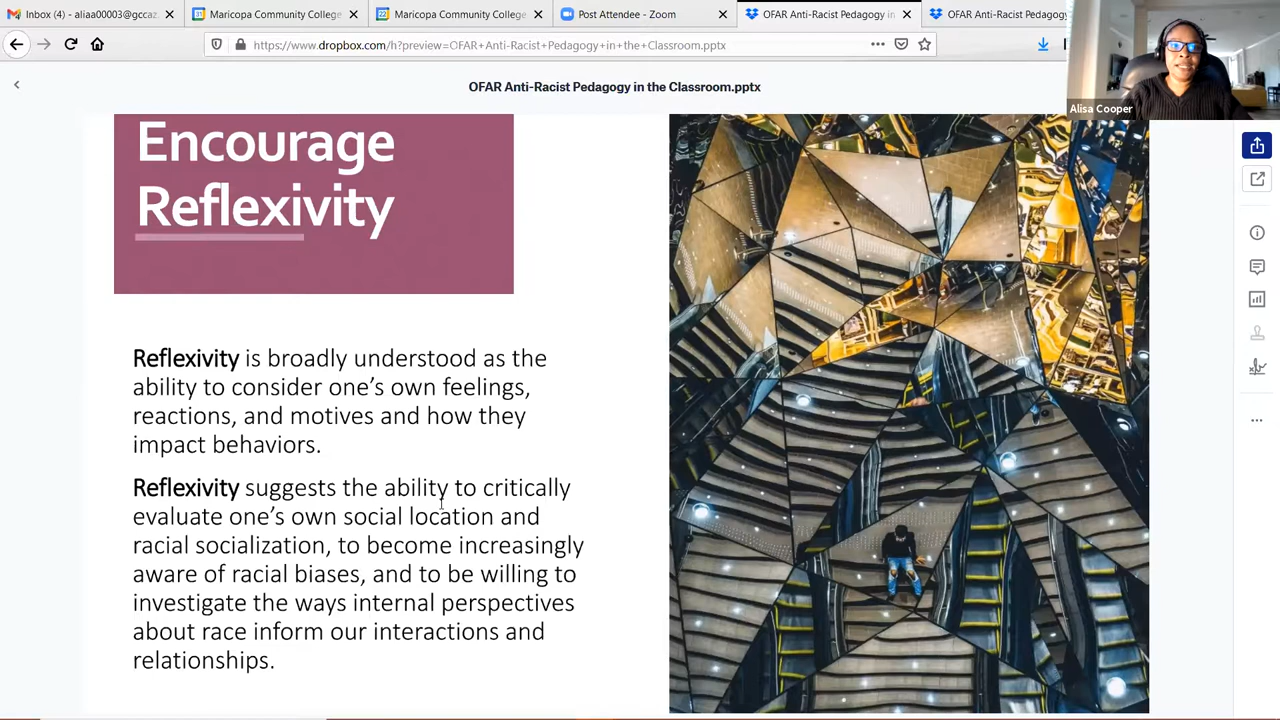 Inbox (4) - aliaa00003@gccaz.
Maricopa Community College
Maricopa Community College
Post Attendee - Zoom
OFAR Anti-Racist Pedagogy in
OFAR Anti-Racist Pedagogy
https://www.dropbox.com/h?preview=OFAR+Anti-Racist+Pedagogy+in+the+Classroom.pptx
OFAR Anti-Racist Pedagogy in the Classroom.pptx
Alisa Cooper
Encourage
Reflexivity
Reflexivity is broadly understood as the
ability to consider one’s own feelings,
reactions, and motives and how they
impact behaviors.
Reflexivity suggests the ability to critically
evaluate one’s own social location and
racial socialization, to become increasingly
aware of racial biases, and to be willing to
investigate the ways internal perspectives
about race inform our interactions and
relationships.